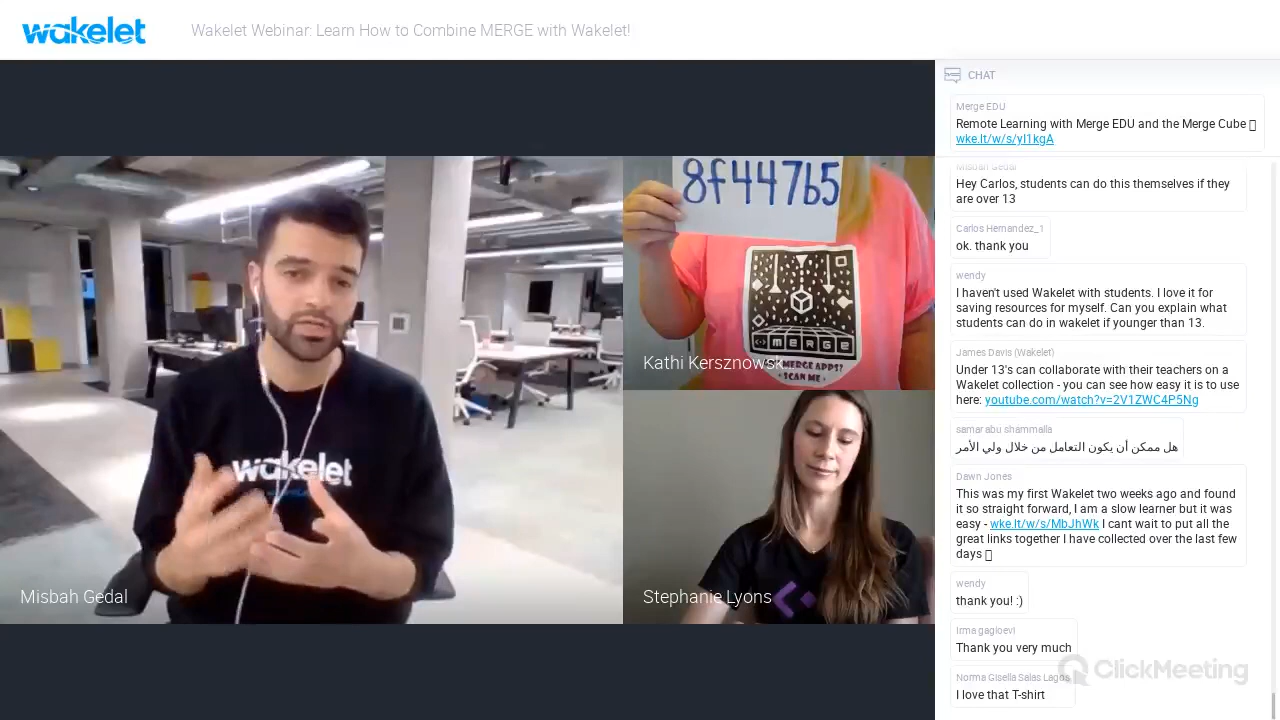 wakelet
Wakelet Webinar: Learn How to Combine MERGE with Wakelet!
CHAT
Merge EDU
Remote Learning with Merge EDU and the Merge Cube
wke.lt/w/s/yI1kgA
Misbah Gedal
Hey Carlos, students can do this themselves if they
are over 13
Carlos Hernandez_1
ok. thank you
wendy
I haven't used Wakelet with students. I love it for
saving resources for myself. Can you explain what
students can do in wakelet if younger than 13.
James Davis (Wakelet)
Under 13's can collaborate with their teachers on a
Wakelet collection - you can see how easy it is to use
here: youtube.com/watch?v=2V1ZWC4P5Ng
samar abu shammalla
هل ممكن أن يكون التعامل من خلال ولي الأمر
Dawn Jones
This was my first Wakelet two weeks ago and found
it so straight forward, I am a slow learner but it was
easy - wke.lt/w/s/MbJhWk I cant wait to put all the
great links together I have collected over the last few
days
wendy
thank you! :)
Irma gagloevi
Thank you very much
Norma Gisella Salas Lagos
I love that T-shirt
ClickMeeting
8f447b5
MERGE
MERGE APPS?
SCAN ME
Kathi Kersznowsk...
wakelet
Misbah Gedal
Stephanie Lyons